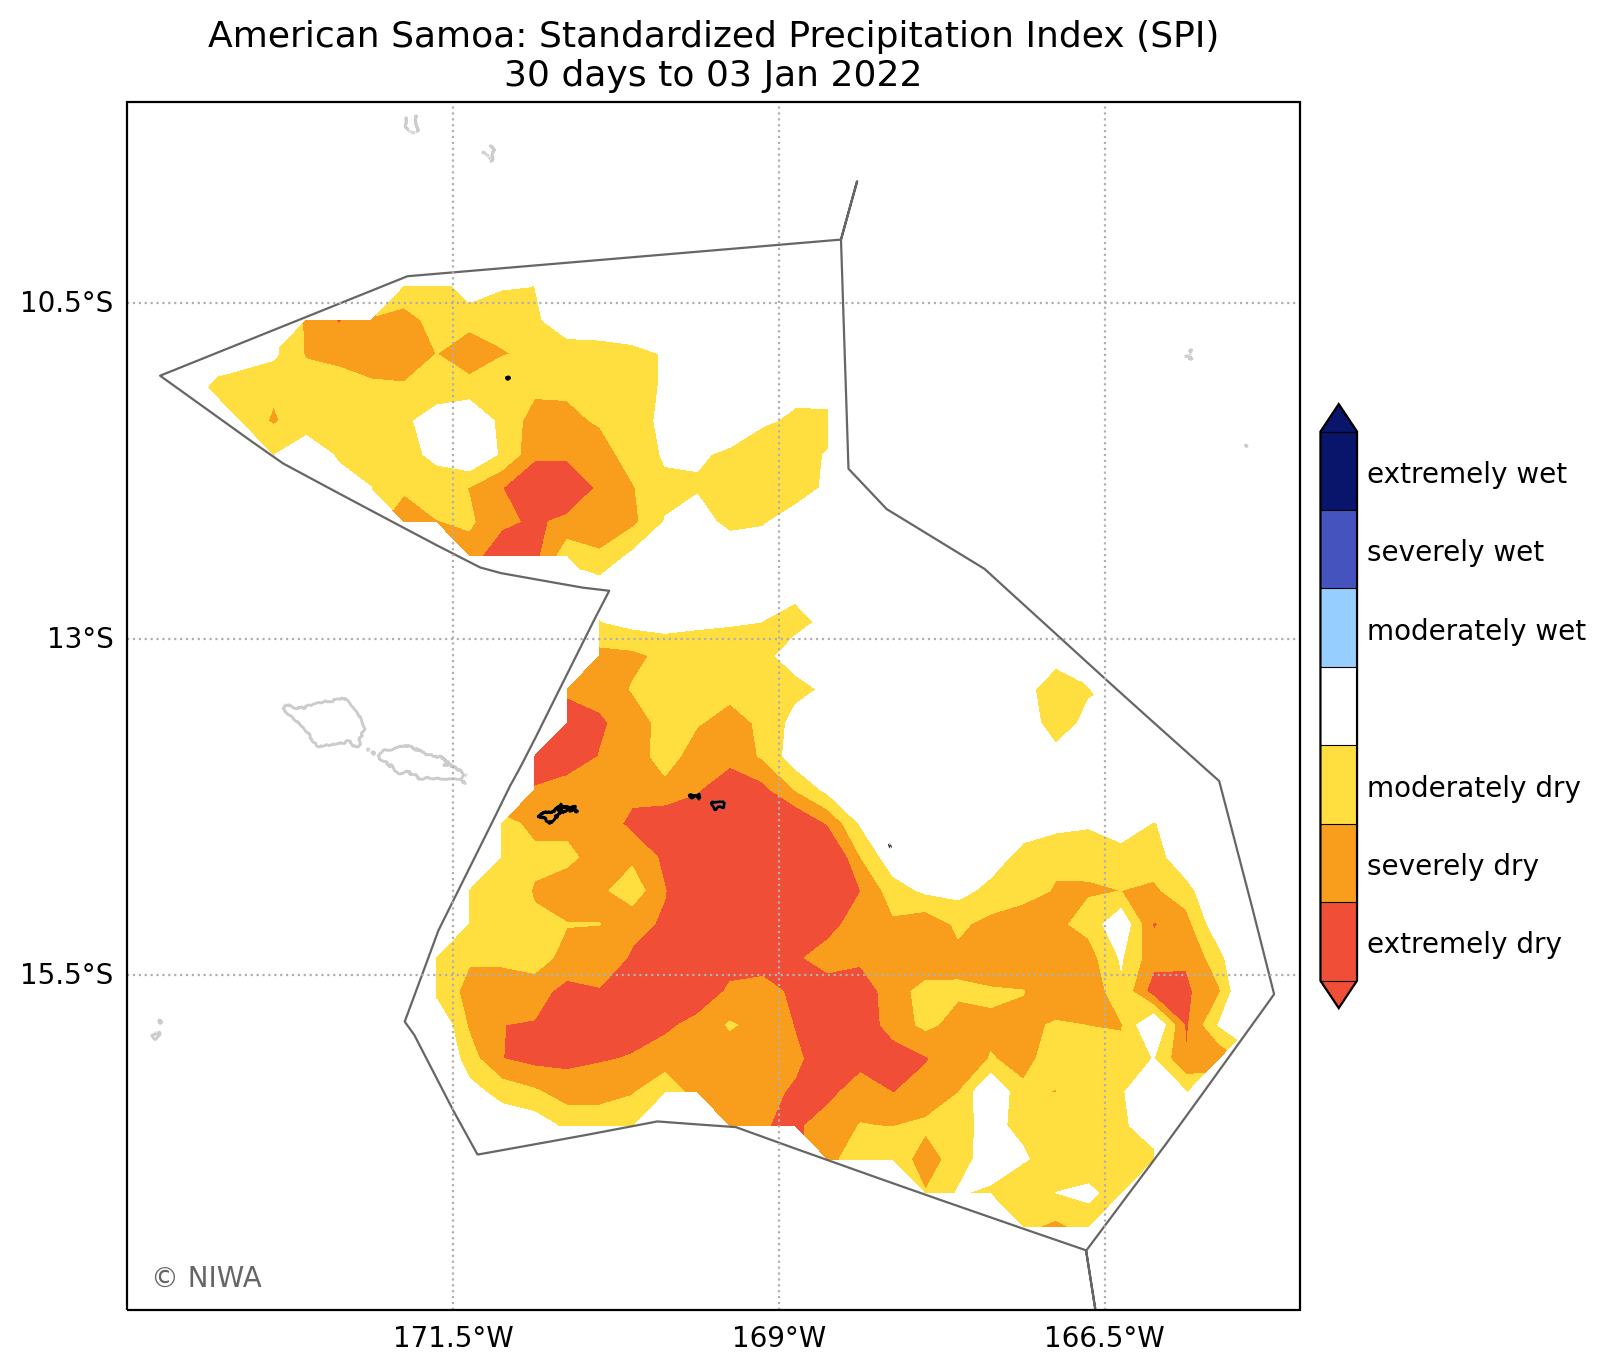 American Samoa: Standardized Precipitation Index (SPI)
30 days to 03 Jan 2022
10.5°S
13°S
15.5°S
171.5°W
169°W
166.5°W
extremely wet
severely wet
moderately wet
moderately dry
severely dry
extremely dry
© NIWA